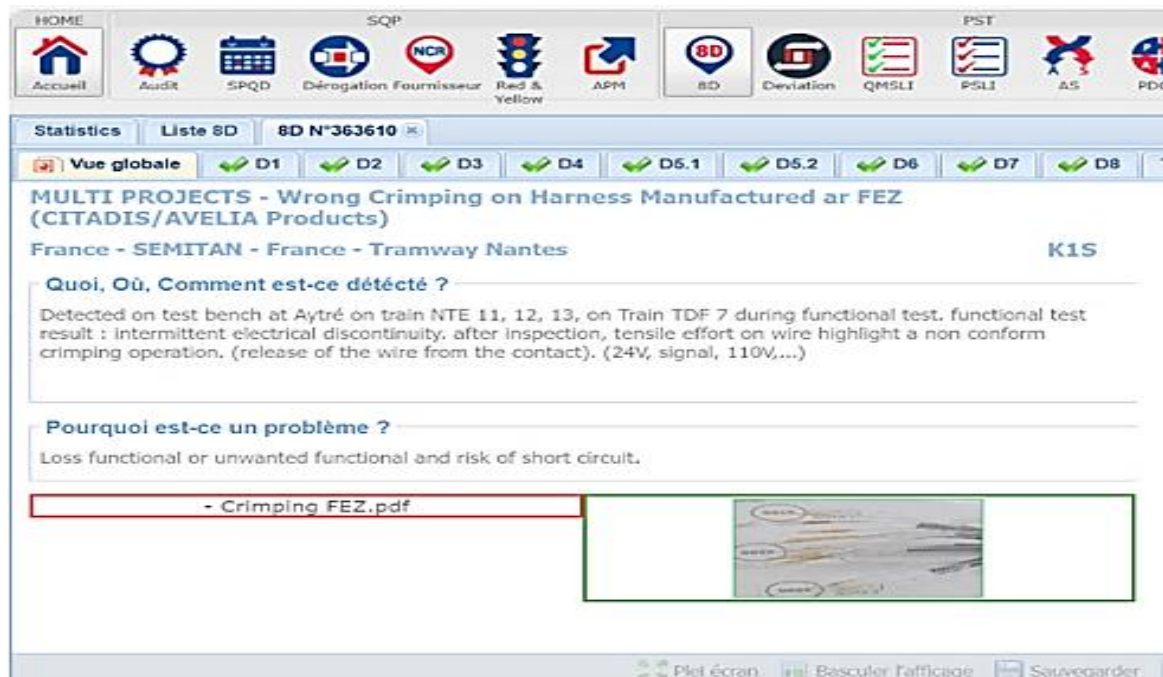 HOME SQP PST
NCR 8D
Accueil Audit SPQD Dérogation Fournisseur Red & Yellow APM 8D Deviation QMSLI PSLI AS
Statistics Liste 8D 8D N°363610
Vue globale D1 D2 D3 D4 D5.1 D5.2 D6 D7 D8
MULTI PROJECTS - Wrong Crimping on Harness Manufactured ar FEZ
(CITADIS/AVELIA Products)
France - SEMITAN - France - Tramway Nantes K1S
Quoi, Où, Comment est-ce détécté ?
Detected on test bench at Aytré on train NTE 11, 12, 13, on Train TDF 7 during functional test. functional test
result : intermittent electrical discontinuity. after inspection, tensile effort on wire highlight a non conform
crimping operation. (release of the wire from the contact). (24V, signal, 110V,...)
Pourquoi est-ce un problème ?
Loss functional or unwanted functional and risk of short circuit.
- Crimping FEZ.pdf
Plet écran Basculer l'afficage Sauvegarder